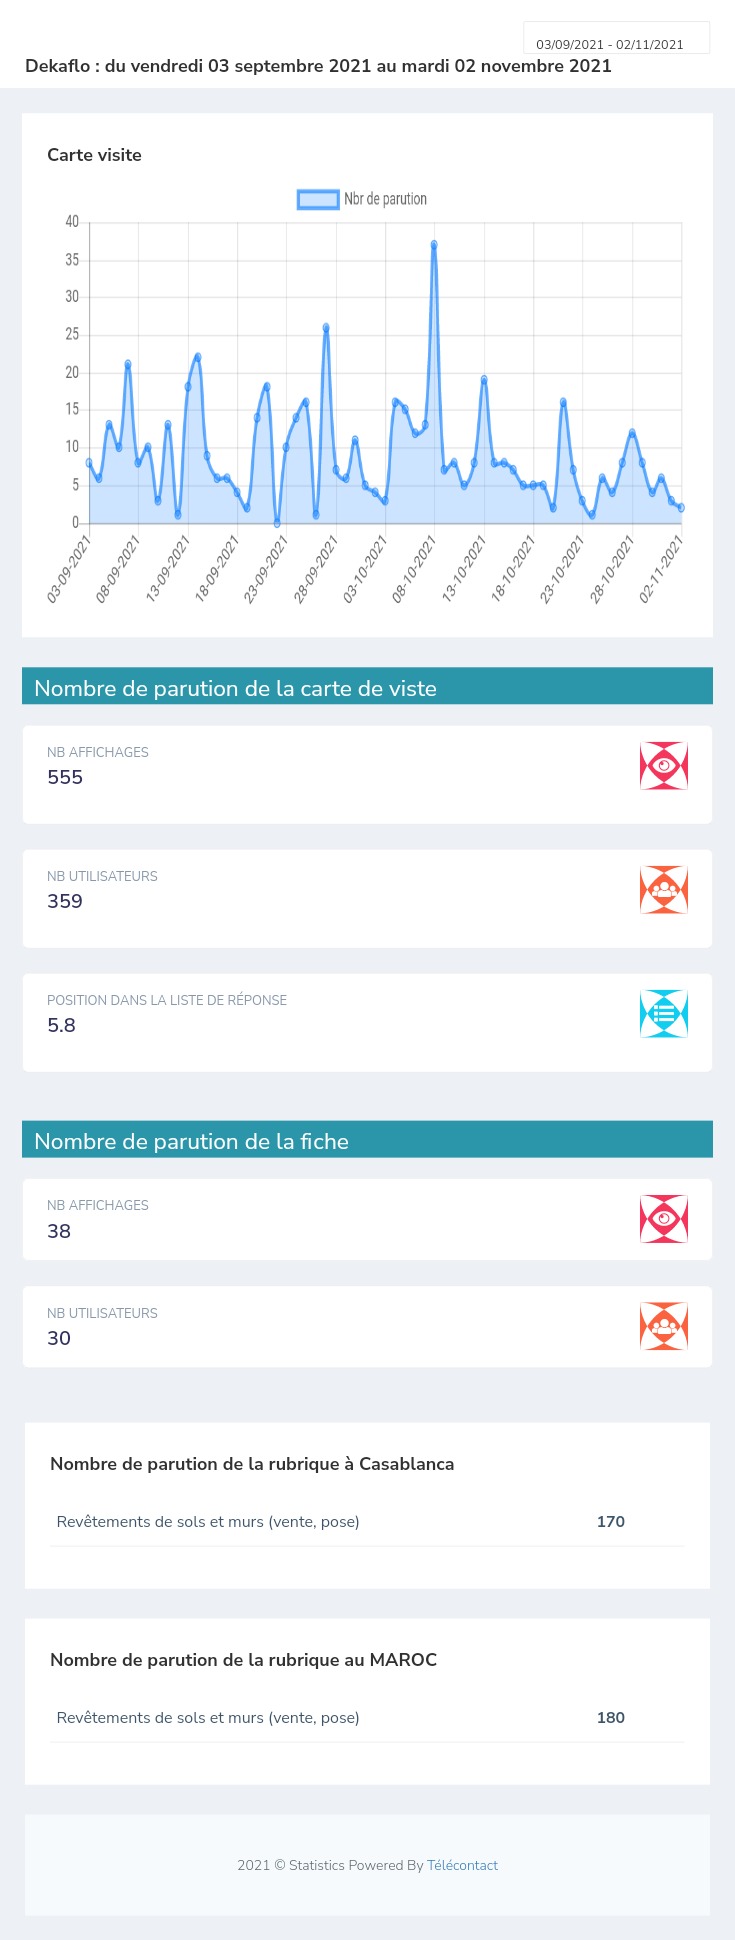 03/09/2021 - 02/11/2021
Dekaflo : du vendredi 03 septembre 2021 au mardi 02 novembre 2021
Carte visite
Nbr de parution
40
35
30
25
20
15
10
5
0
03-09-2021
08-09-2021
13-09-2021
18-09-2021
23-09-2021
28-09-2021
03-10-2021
08-10-2021
13-10-2021
18-10-2021
23-10-2021
28-10-2021
02-11-2021
Nombre de parution de la carte de viste
NB AFFICHAGES
555
NB UTILISATEURS
359
POSITION DANS LA LISTE DE RÉPONSE
5.8
Nombre de parution de la fiche
NB AFFICHAGES
38
NB UTILISATEURS
30
Nombre de parution de la rubrique à Casablanca
Revêtements de sols et murs (vente, pose) 170
Nombre de parution de la rubrique au MAROC
Revêtements de sols et murs (vente, pose) 180
2021 © Statistics Powered By Télécontact